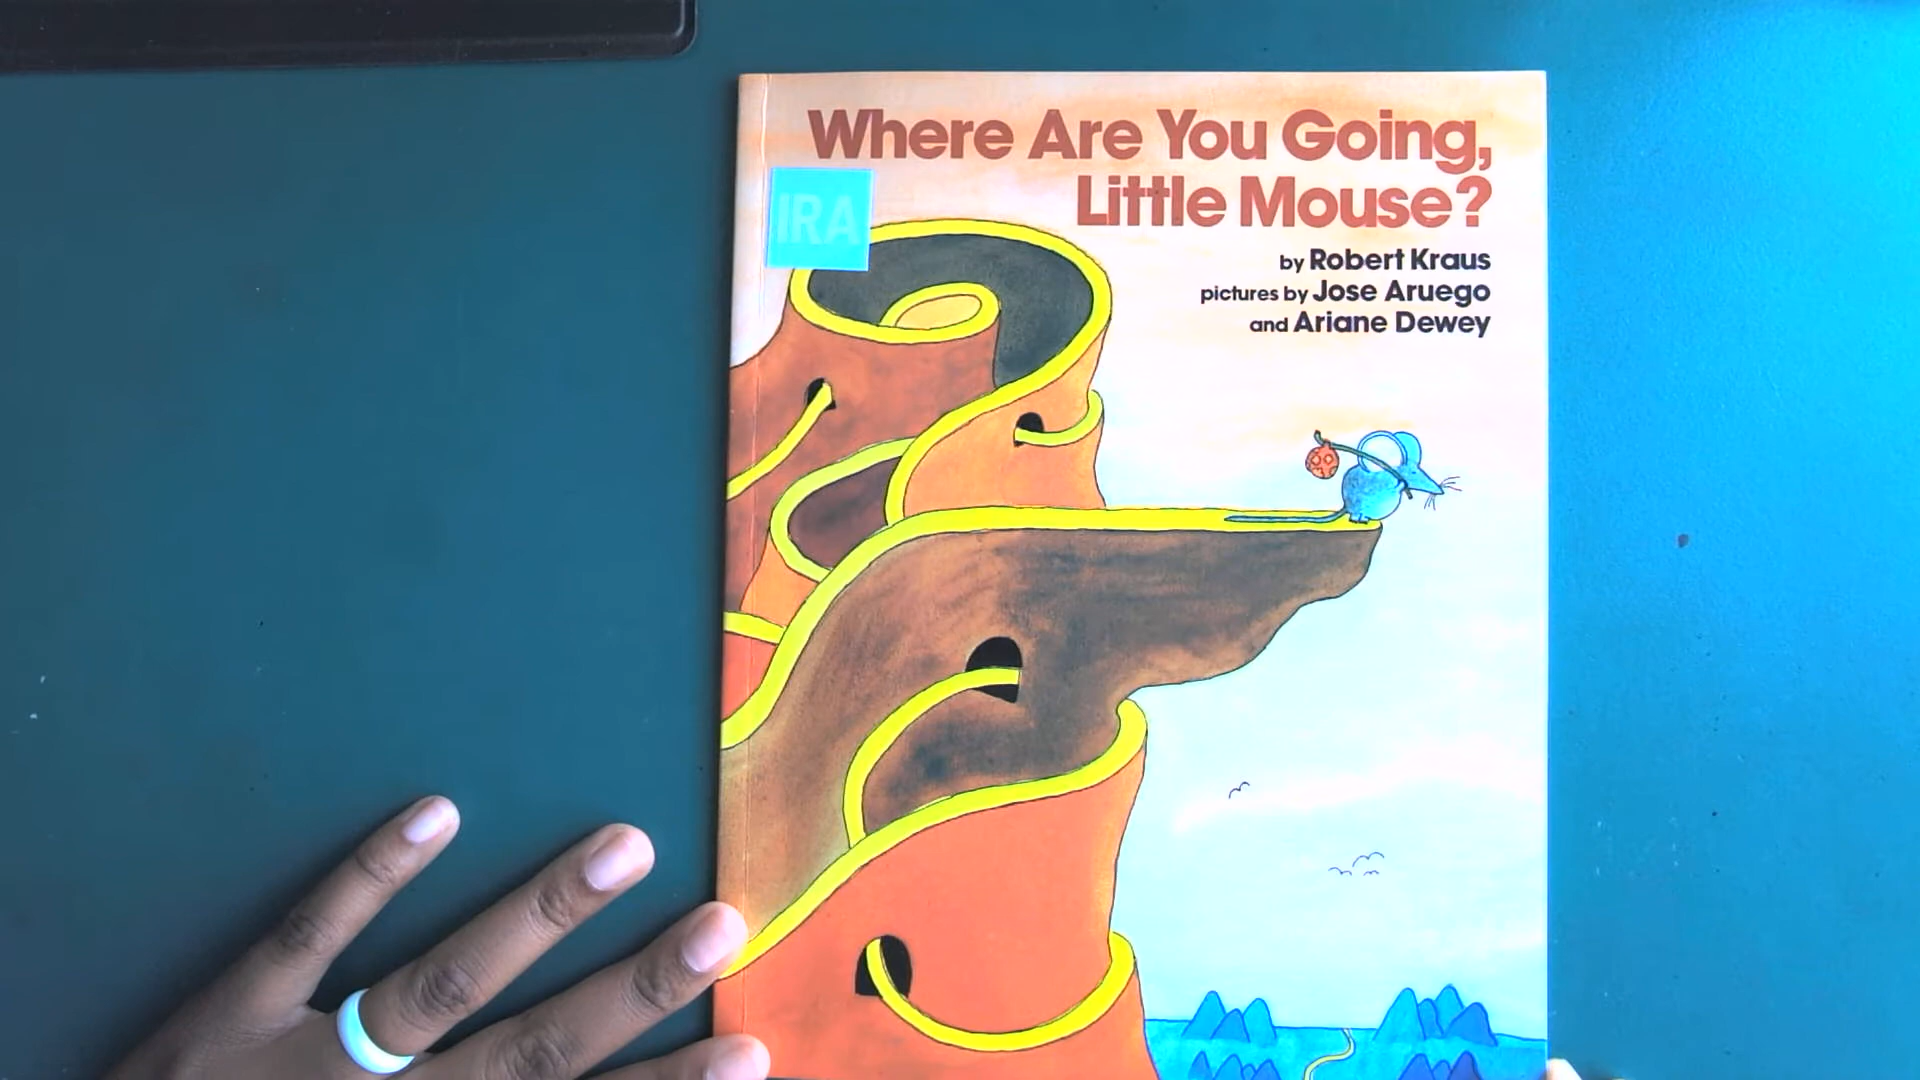 Where Are You Going,
Little Mouse?
IRA
by Robert Kraus
pictures by Jose Aruego
and Ariane Dewey